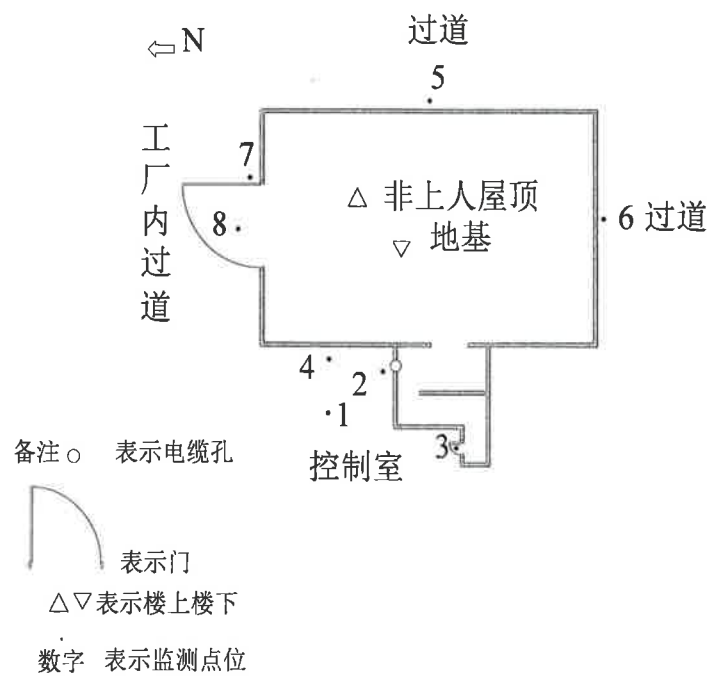 过道
N
5
工厂内过道
7
8
△ 非上人屋顶
▽ 地基
6 过道
4
2
1
3
控制室
备注○ 表示电缆孔
表示门
△▽表示楼上楼下
数字 表示监测点位